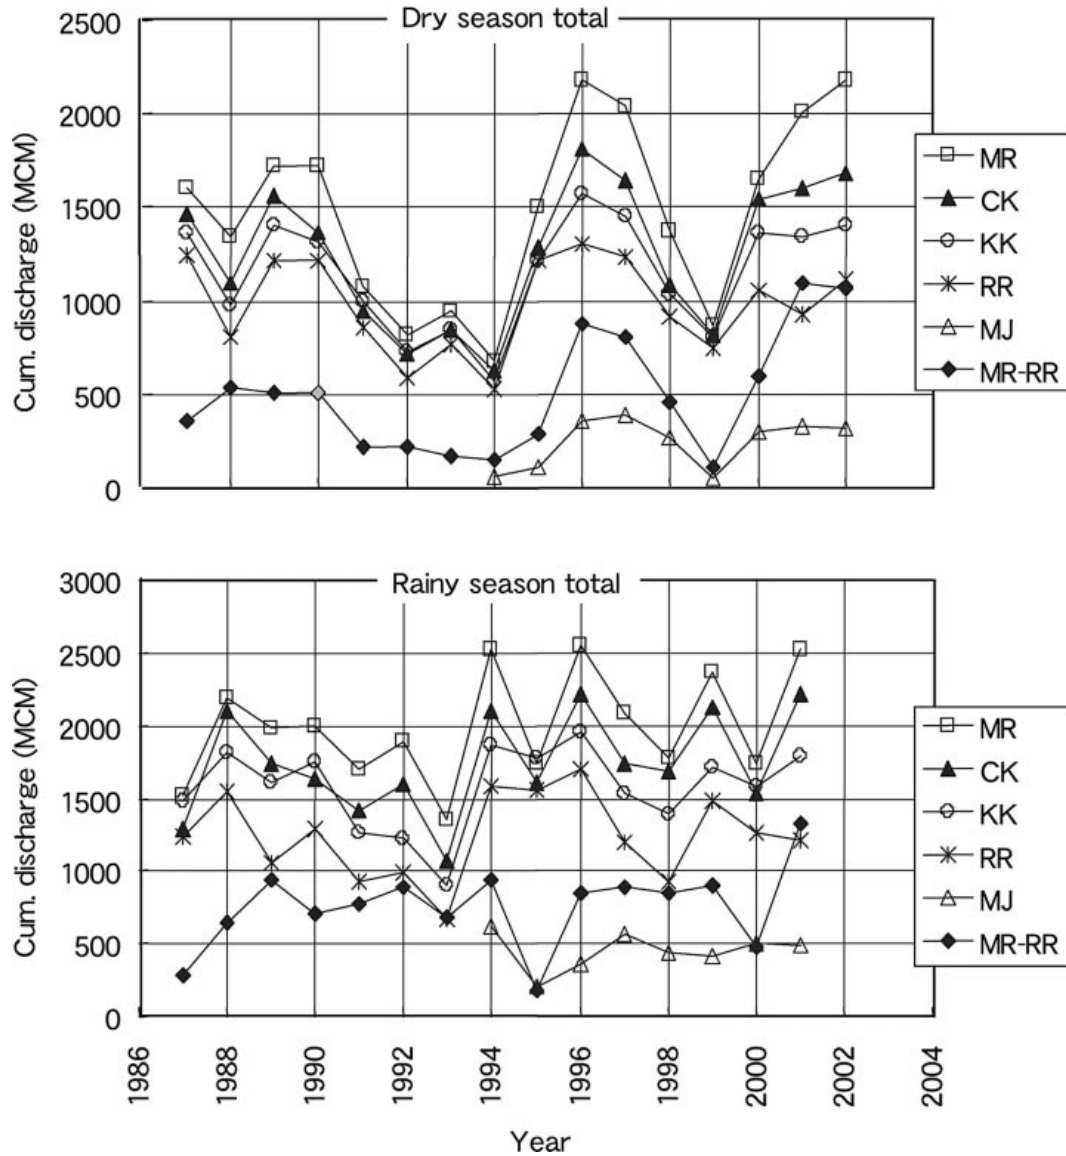 Dry season total
2500
2000
1500
1000
500
0
Cum. discharge (MCM)
MR
CK
KK
RR
MJ
MR-RR
Rainy season total
3000
2500
2000
1500
1000
500
0
Cum. discharge (MCM)
MR
CK
KK
RR
MJ
MR-RR
1986
1988
1990
1992
1994
1996
1998
2000
2002
2004
Year